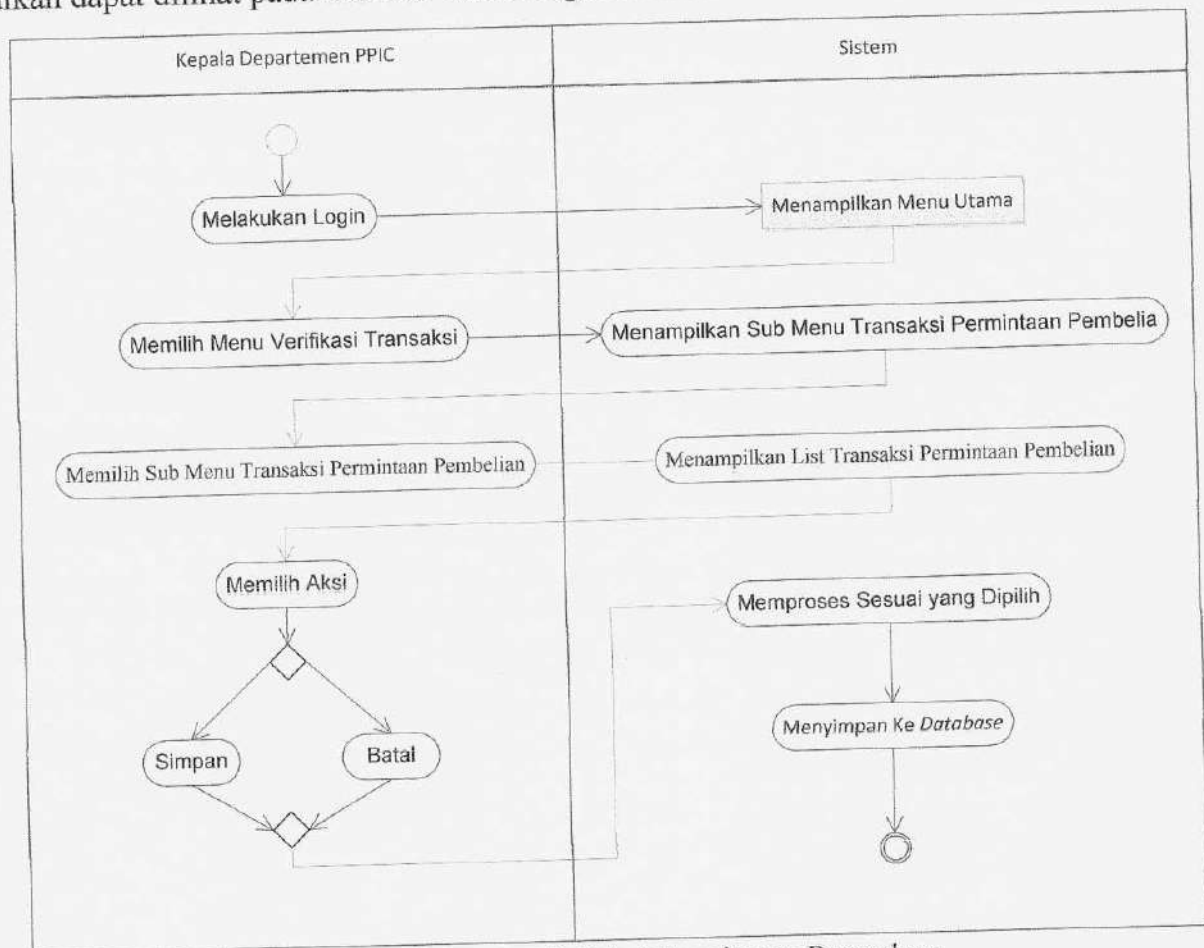 dapat
Kepala Departemen PPIC
Sistem
Melakukan Login
Menampilkan Menu Utama
Memilih Menu Verifikasi Transaksi
Menampilkan Sub Menu Transaksi Permintaan Pembelia
Memilih Sub Menu Transaksi Permintaan Pembelian
Menampilkan List Transaksi Permintaan Pembelian
Memilih Aksi
Memproses Sesuai yang Dipilih
Simpan
Batal
Menyimpan Ke Database